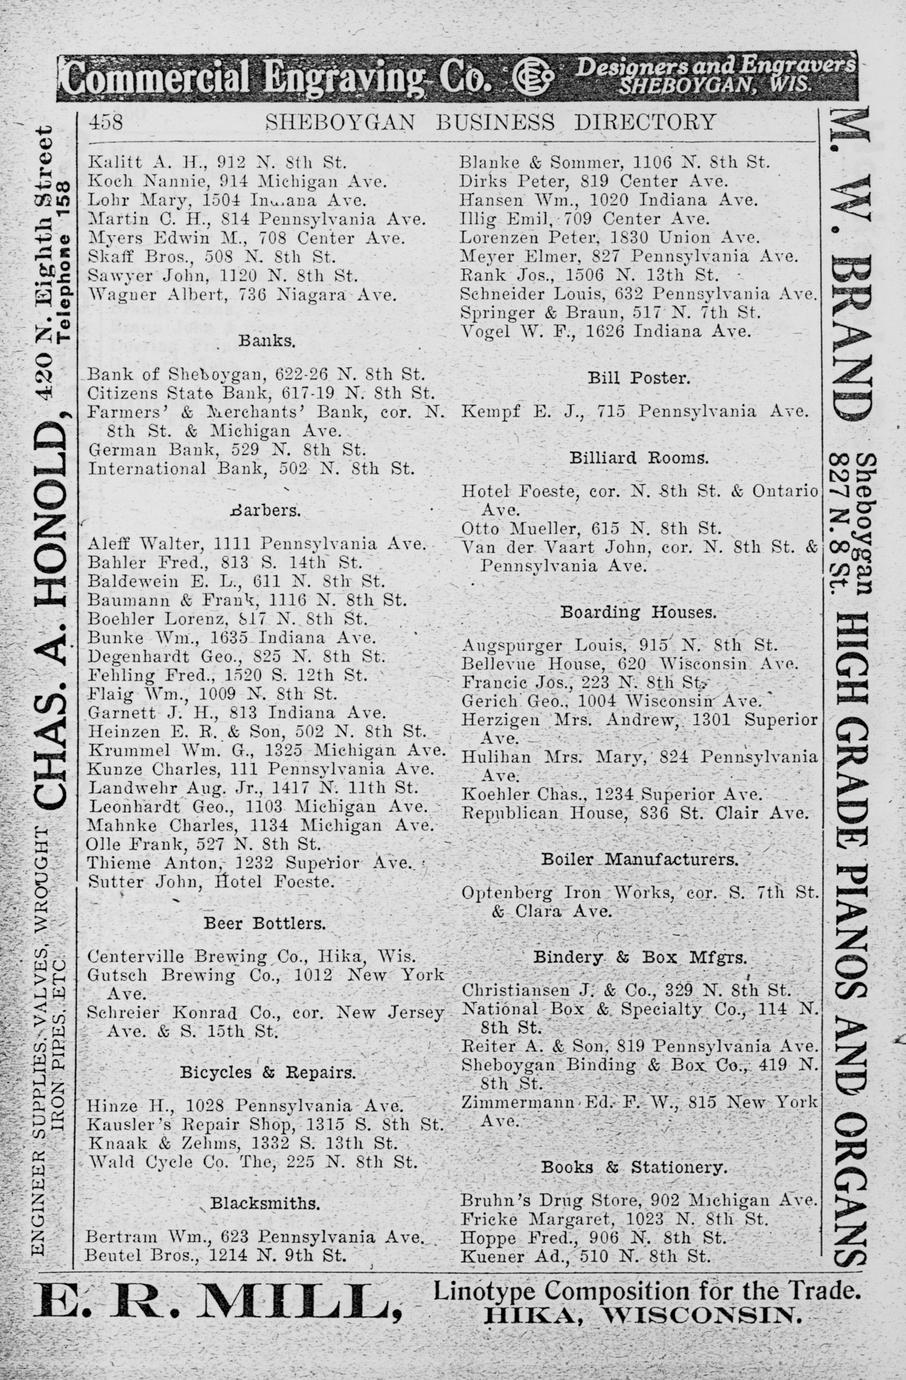 Commercial Engraving Co. CEC Designers and Engravers
SHEBOYGAN, WIS.
458 SHEBOYGAN BUSINESS DIRECTORY
Kalitt A. H., 912 N. 8th St.
Koch Nannie, 914 Michigan Ave.
Lohr Mary, 1504 Indiana Ave.
Martin C. H., 814 Pennsylvania Ave.
Myers Edwin M., 708 Center Ave.
Skaff Bros., 508 N. 8th St.
Sawyer John, 1120 N. 8th St.
Wagner Albert, 736 Niagara Ave.
Banks.
Bank of Sheboygan, 622-26 N. 8th St.
Citizens State Bank, 617-19 N. 8th St.
Farmers' & Merchants' Bank, cor. N.
8th St. & Michigan Ave.
German Bank, 529 N. 8th St.
International Bank, 502 N. 8th St.
Barbers.
Aleff Walter, 1111 Pennsylvania Ave.
Bahler Fred., 813 S. 14th St.
Baldewein E. L., 611 N. 8th St.
Baumann & Frank, 1116 N. 8th St.
Boehler Lorenz, 817 N. 8th St.
Bunke Wm., 1635 Indiana Ave.
Degenhardt Geo., 825 N. 8th St.
Fehling Fred., 1520 S. 12th St.
Flaig Wm., 1009 N. 8th St.
Garnett J. H., 813 Indiana Ave.
Heinzen E. R. & Son, 502 N. 8th St.
Krummel Wm. G., 1325 Michigan Ave.
Kunze Charles, 111 Pennsylvania Ave.
Landwehr Aug. Jr., 1417 N. 11th St.
Leonhardt Geo., 1103 Michigan Ave.
Mahnke Charles, 1134 Michigan Ave.
Olle Frank, 527 N. 8th St.
Thieme Anton, 1232 Superior Ave.
Sutter John, Hotel Foeste.
Beer Bottlers.
Centerville Brewing Co., Hika, Wis.
Gutsch Brewing Co., 1012 New York
Ave.
Schreier Konrad Co., cor. New Jersey
Ave. & S. 15th St.
Bicycles & Repairs.
Hinze H., 1028 Pennsylvania Ave.
Kausler's Repair Shop, 1315 S. 8th St.
Knaak & Zehms, 1332 S. 13th St.
Wald Cycle Co. The, 225 N. 8th St.
Blacksmiths.
Bertram Wm., 623 Pennsylvania Ave.
Beutel Bros., 1214 N. 9th St.
Blanke & Sommer, 1106 N. 8th St.
Dirks Peter, 819 Center Ave.
Hansen Wm., 1020 Indiana Ave.
Illig Emil, 709 Center Ave.
Lorenzen Peter, 1830 Union Ave.
Meyer Elmer, 827 Pennsylvania Ave.
Rank Jos., 1506 N. 13th St.
Schneider Louis, 632 Pennsylvania Ave.
Springer & Braun, 517 N. 7th St.
Vogel W. F., 1626 Indiana Ave.
Bill Poster.
Kempf E. J., 715 Pennsylvania Ave.
Billiard Rooms.
Hotel Foeste, cor. N. 8th St. & Ontario
Ave.
Otto Mueller, 615 N. 8th St.
Van der Vaart John, cor. N. 8th St. &
Pennsylvania Ave.
Boarding Houses.
Augspurger Louis, 915 N. 8th St.
Bellevue House, 620 Wisconsin Ave.
Francic Jos., 223 N. 8th St.
Gerich Geo., 1004 Wisconsin Ave.
Herzigen Mrs. Andrew, 1301 Superior
Ave.
Hulihan Mrs. Mary, 824 Pennsylvania
Ave.
Koehler Chas., 1234 Superior Ave.
Republican House, 836 St. Clair Ave.
Boiler Manufacturers.
Optenberg Iron Works, cor. S. 7th St.
& Clara Ave.
Bindery & Box Mfgrs.
Christiansen J. & Co., 329 N. 8th St.
National Box & Specialty Co., 114 N.
8th St.
Reiter A. & Son, 819 Pennsylvania Ave.
Sheboygan Binding & Box Co., 419 N.
8th St.
Zimmermann Ed. F. W., 815 New York
Ave.
Books & Stationery.
Bruhn's Drug Store, 902 Michigan Ave.
Fricke Margaret, 1023 N. 8th St.
Hoppe Fred., 906 N. 8th St.
Kuener Ad., 510 N. 8th St.
ENGINEER SUPPLIES, VALVES, WROUGHT
IRON PIPES, ETC.
CHAS. A. HONOLD, 420 N. Eighth Street
Telephone 158
M. W. BRAND Sheboygan
827 N. 8 St. HIGH GRADE PIANOS AND ORGANS
E. R. MILL, Linotype Composition for the Trade.
HIKA, WISCONSIN.